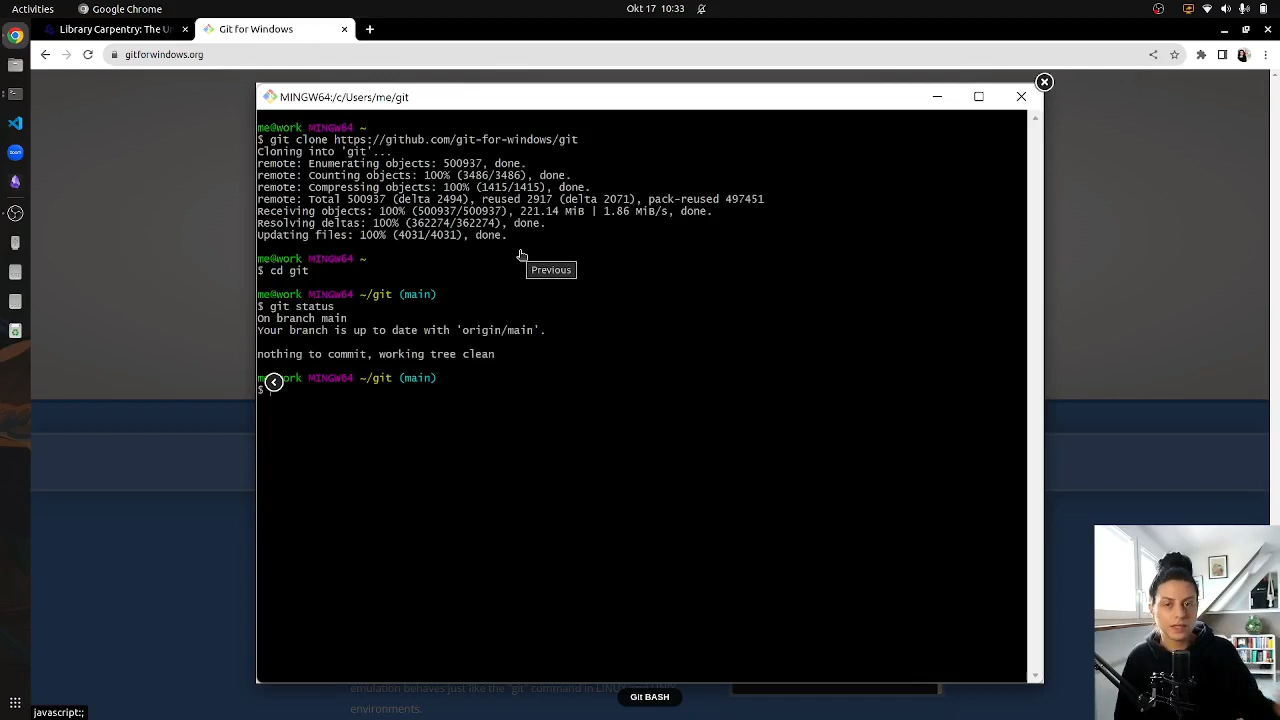 Activities
Google Chrome
Okt 17 10:33
Library Carpentry: The Un
Git for Windows
gitforwindows.org
MINGW64:/c/Users/me/git
me@work MINGW64 ~
$ git clone https://github.com/git-for-windows/git
Cloning into 'git'...
remote: Enumerating objects: 500937, done.
remote: Counting objects: 100% (3486/3486), done.
remote: Compressing objects: 100% (1415/1415), done.
remote: Total 500937 (delta 2494), reused 2917 (delta 2071), pack-reused 497451
Receiving objects: 100% (500937/500937), 221.14 MiB | 1.86 MiB/s, done.
Resolving deltas: 100% (362274/362274), done.
Updating files: 100% (4031/4031), done.
me@work MINGW64 ~
$ cd git
Previous
me@work MINGW64 ~/git (main)
$ git status
On branch main
Your branch is up to date with 'origin/main'.
nothing to commit, working tree clean
me work MINGW64 ~/git (main)
$
emulation behaves just like the "git" command in LINUX and UNIX
environments.
Git BASH
javascript:;